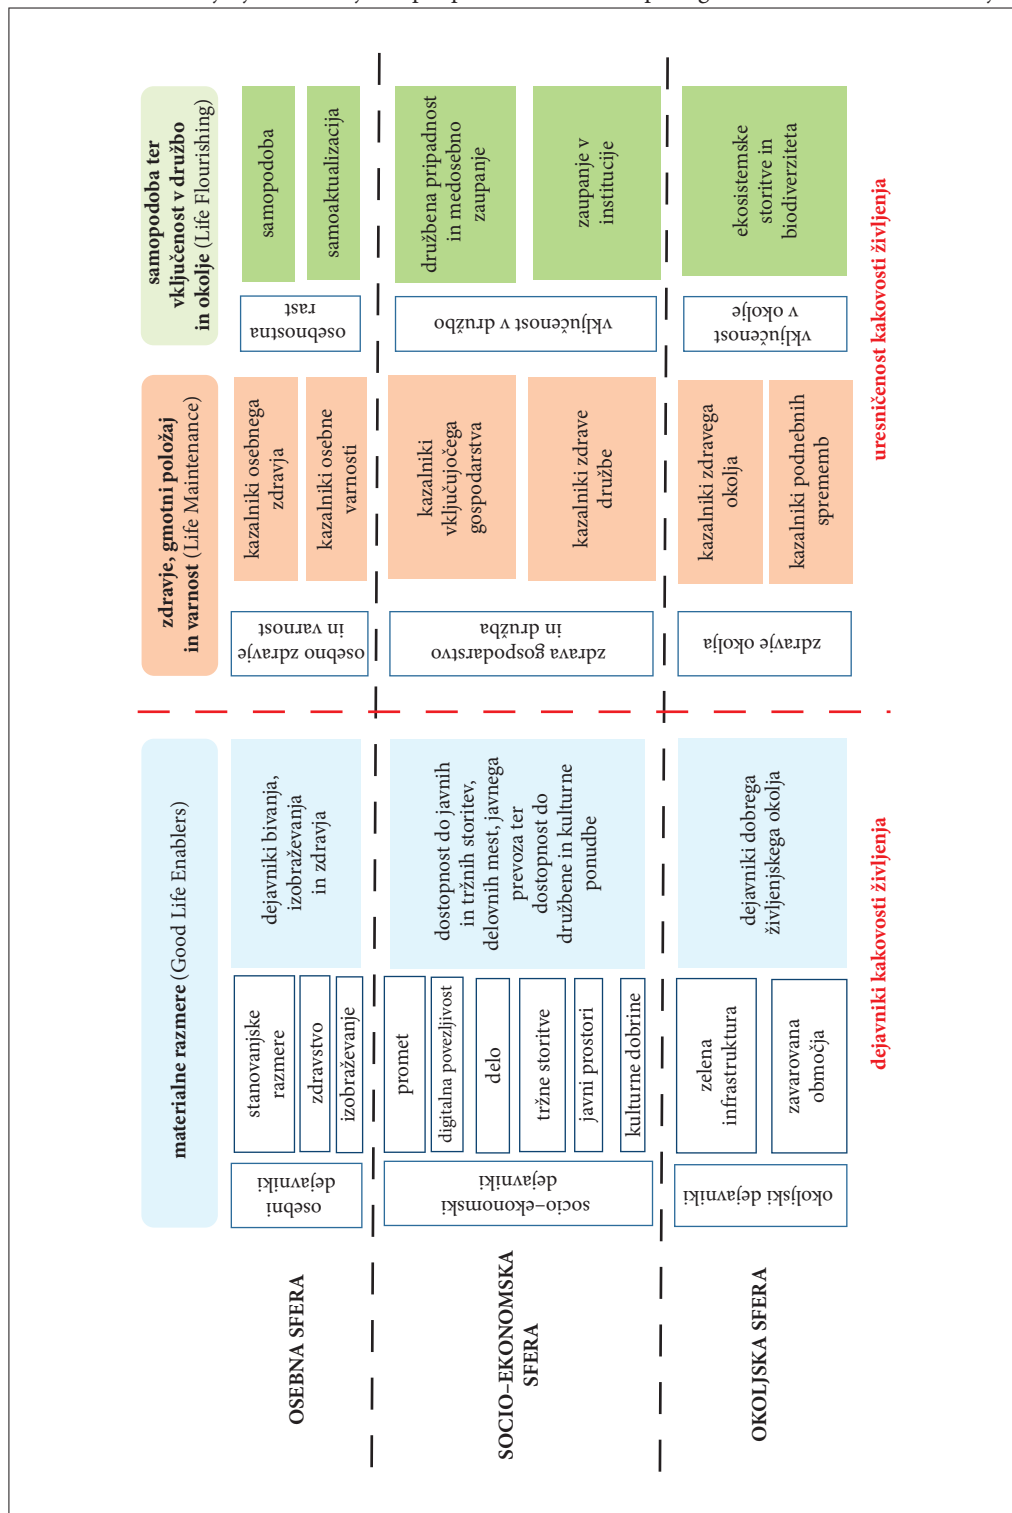 materialne razmere (Good Life Enablers)
zdravje, gmotni položaj
in varnost (Life Maintenance)
samopodoba ter
vključenost v družbo
in okolje (Life Flourishing)
OSEBNA SFERA
osebni
dejavniki
stanovanjske
razmere
zdravstvo
izobraževanje
dejavniki bivanja,
izobraževanja
in zdravja
osebno zdravje
in varnost
kazalniki osebnega
zdravja
kazalniki osebne
varnosti
osebnostna
rast
samopodoba
samoaktualizacija
SOCIO-EKONOMSKA
SFERA
socio-ekonomski
dejavniki
promet
digitalna povezljivost
delo
tržne storitve
javni prostori
kulturne dobrine
dostopnost do javnih
in tržnih storitev,
delovnih mest, javnega
prevoza ter
dostopnost do
družbene in kulturne
ponudbe
zdrava gospodarstvo
in družba
kazalniki
vključujočega
gospodarstva
kazalniki zdrave
družbe
vključenost v družbo
družbena pripadnost
in medosebno
zaupanje
zaupanje v
institucije
OKOLJSKA SFERA
okoljski dejavniki
zelena
infrastruktura
zavarovana
območja
dejavniki dobrega
življenjskega okolja
zdravje okolja
kazalniki zdravega
okolja
kazalniki podnebnih
sprememb
vključenost
v okolje
ekosistemske
storitve in
biodiverziteta
dejavniki kakovosti življenja
uresničenost kakovosti življenja